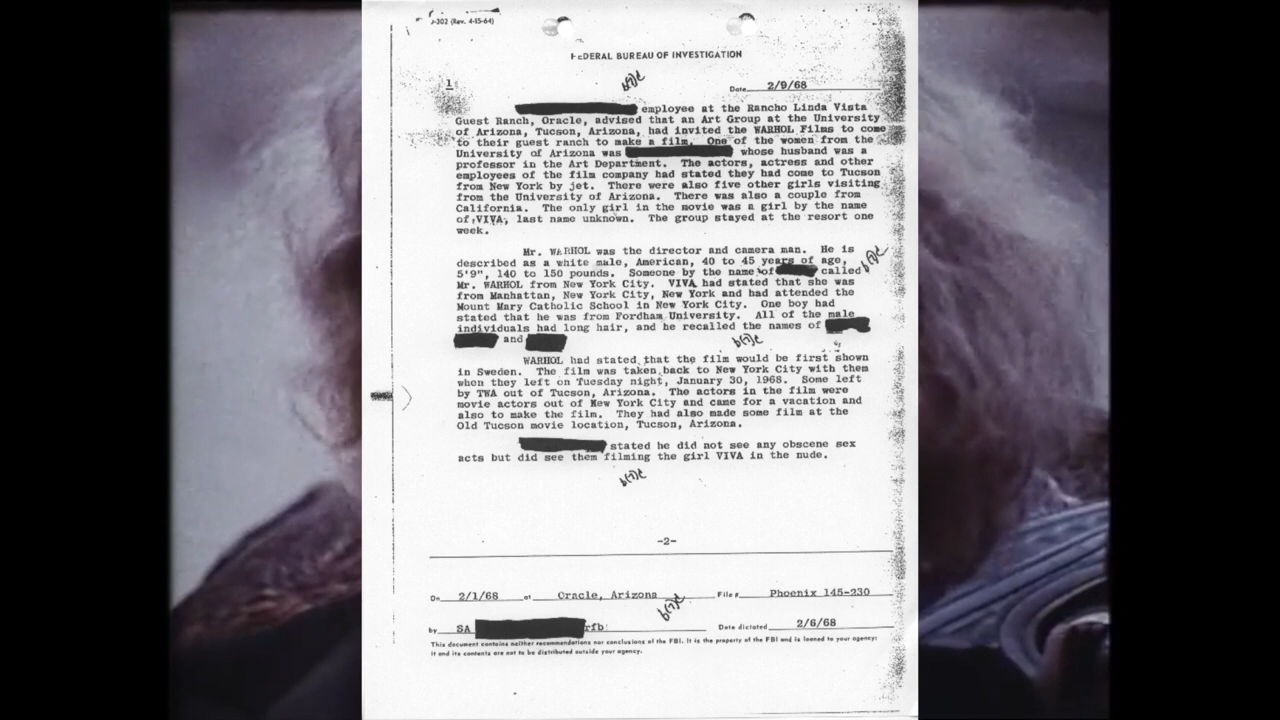 J-302 (Rev. 4-15-64)
FEDERAL BUREAU OF INVESTIGATION
b(7)c
1
Date 2/9/68
employee at the Rancho Linda Vista
Guest Ranch, Oracle, advised that an Art Group at the University
of Arizona, Tucson, Arizona, had invited the WARHOL Films to come
to their guest ranch to make a film. One of the women from the
University of Arizona was whose husband was a
professor in the Art Department. The actors, actress and other
employees of the film company had stated they had come to Tucson
from New York by jet. There were also five other girls visiting
from the University of Arizona. There was also a couple from
California. The only girl in the movie was a girl by the name
of VIVA, last name unknown. The group stayed at the resort one
week.
Mr. WARHOL was the director and camera man. He is
described as a white male, American, 40 to 45 years of age,
5'9", 140 to 150 pounds. Someone by the name of called b(7)c
Mr. WARHOL from New York City. VIVA had stated that she was
from Manhattan, New York City, New York and had attended the
Mount Mary Catholic School in New York City. One boy had
stated that he was from Fordham University. All of the male
individuals had long hair, and he recalled the names of
and
b(7)c
WARHOL had stated that the film would be first shown
in Sweden. The film was taken back to New York City with them
when they left on Tuesday night, January 30, 1968. Some left
by TWA out of Tucson, Arizona. The actors in the film were
movie actors out of New York City and came for a vacation and
also to make the film. They had also made some film at the
Old Tucson movie location, Tucson, Arizona.
stated he did not see any obscene sex
acts but did see them filming the girl VIVA in the nude.
b(7)c
-2-
On 2/1/68 at Oracle, Arizona File # Phoenix 145-230
b(7)c
by SA rfb Date dictated 2/6/68
This document contains neither recommendations nor conclusions of the FBI. It is the property of the FBI and is loaned to your agency;
it and its contents are not to be distributed outside your agency.